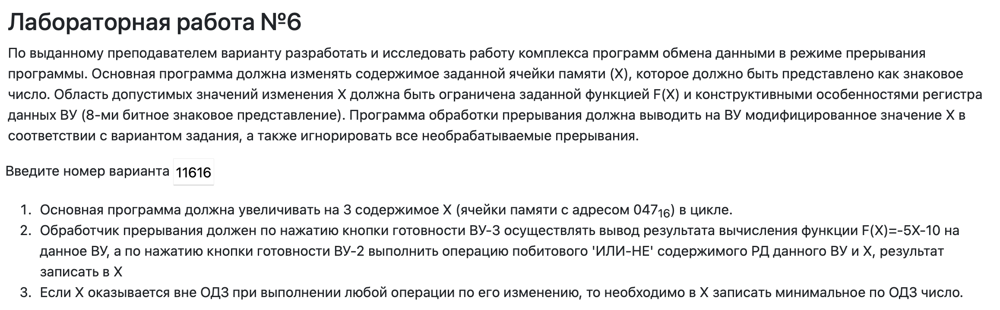 Лабораторная работа №6
По выданному преподавателем варианту разработать и исследовать работу комплекса программ обмена данными в режиме прерывания
программы. Основная программа должна изменять содержимое заданной ячейки памяти (X), которое должно быть представлено как знаковое
число. Область допустимых значений изменения X должна быть ограничена заданной функцией F(X) и конструктивными особенностями регистра
данных ВУ (8-ми битное знаковое представление). Программа обработки прерывания должна выводить на ВУ модифицированное значение X в
соответствии с вариантом задания, а также игнорировать все необрабатываемые прерывания.
Введите номер варианта 11616
1. Основная программа должна увеличивать на 3 содержимое X (ячейки памяти с адресом 047₁₆) в цикле.
2. Обработчик прерывания должен по нажатию кнопки готовности ВУ-3 осуществлять вывод результата вычисления функции F(X)=-5X-10 на
данное ВУ, a по нажатию кнопки готовности ВУ-2 выполнить операцию побитового 'ИЛИ-НЕ' содержимого РД данного ВУ и X, результат
записать в X
3. Если X оказывается вне ОДЗ при выполнении любой операции по его изменению, то необходимо в X записать минимальное по ОДЗ число.